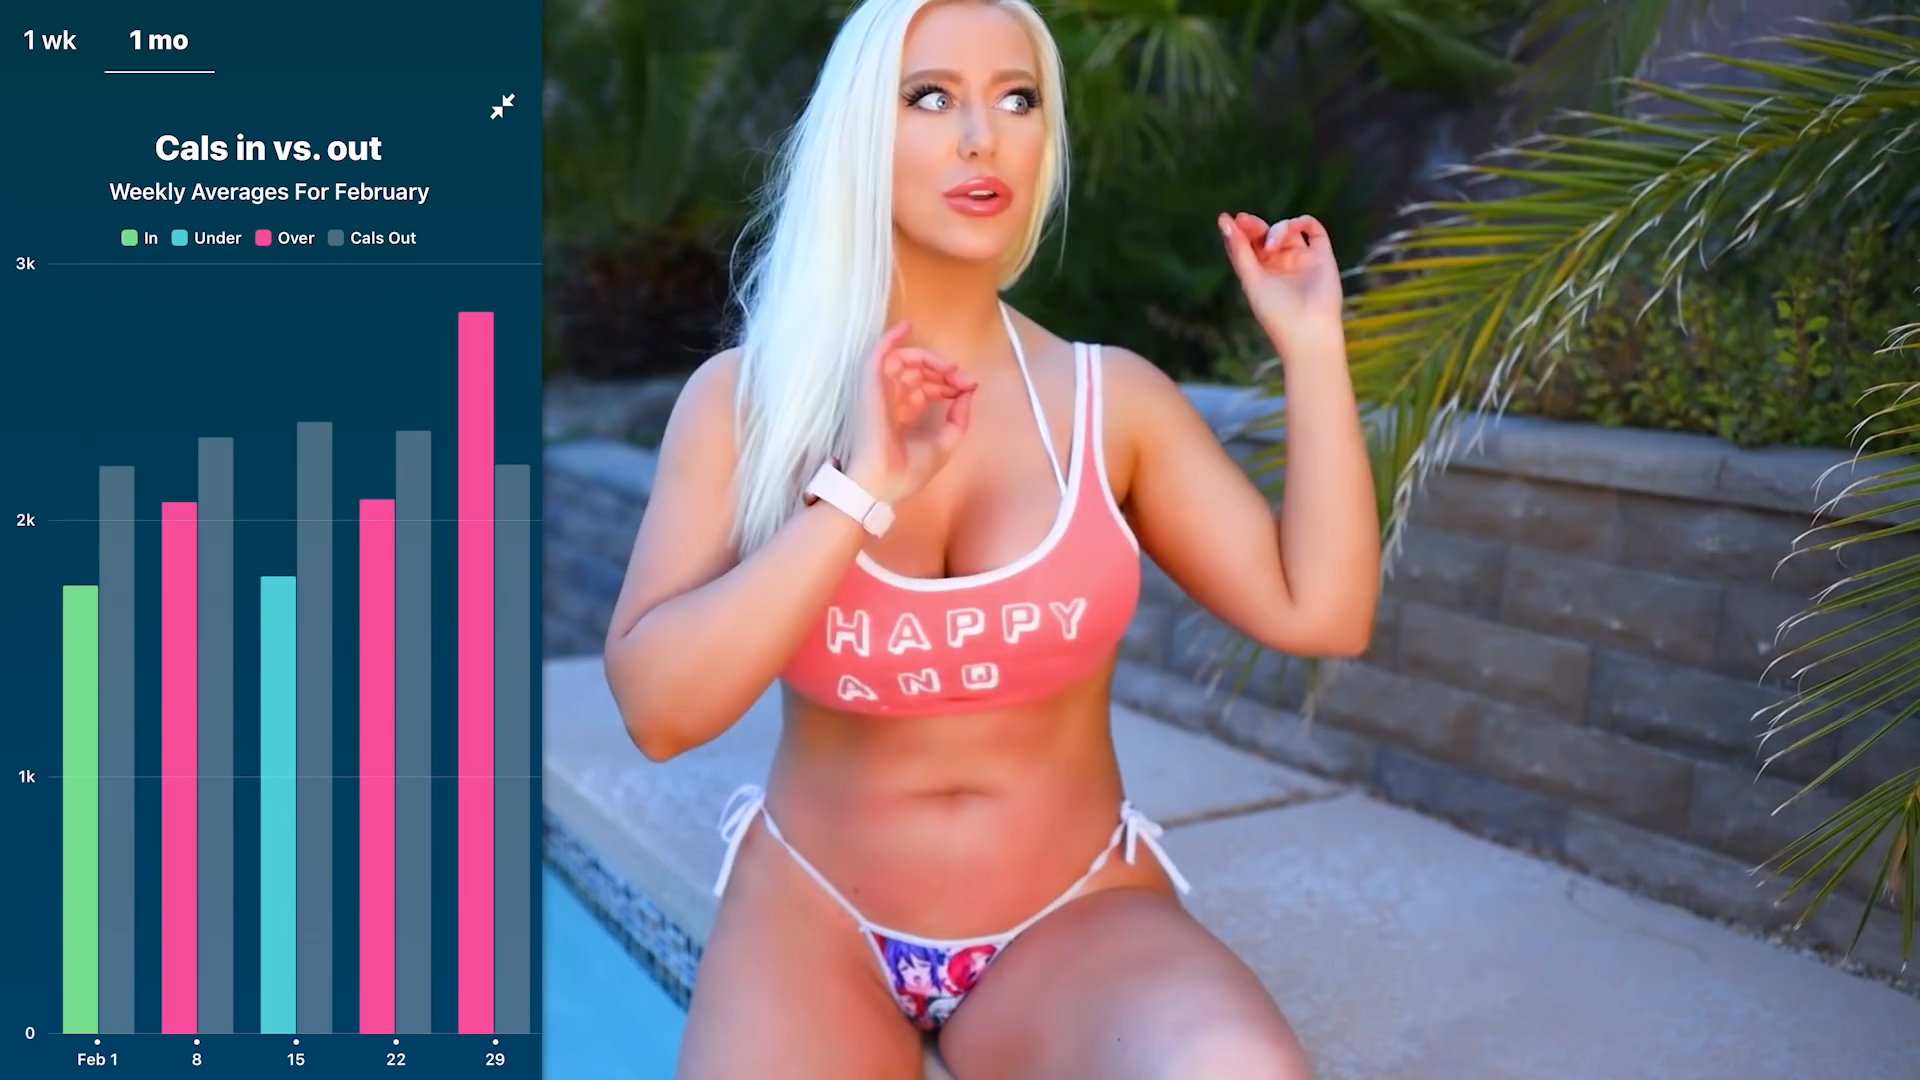 1 wk 1 mo
Cals in vs. out
Weekly Averages For February
In Under Over Cals Out
3k
2k
1k
0
Feb 1 8 15 22 29
HAPPY
AND